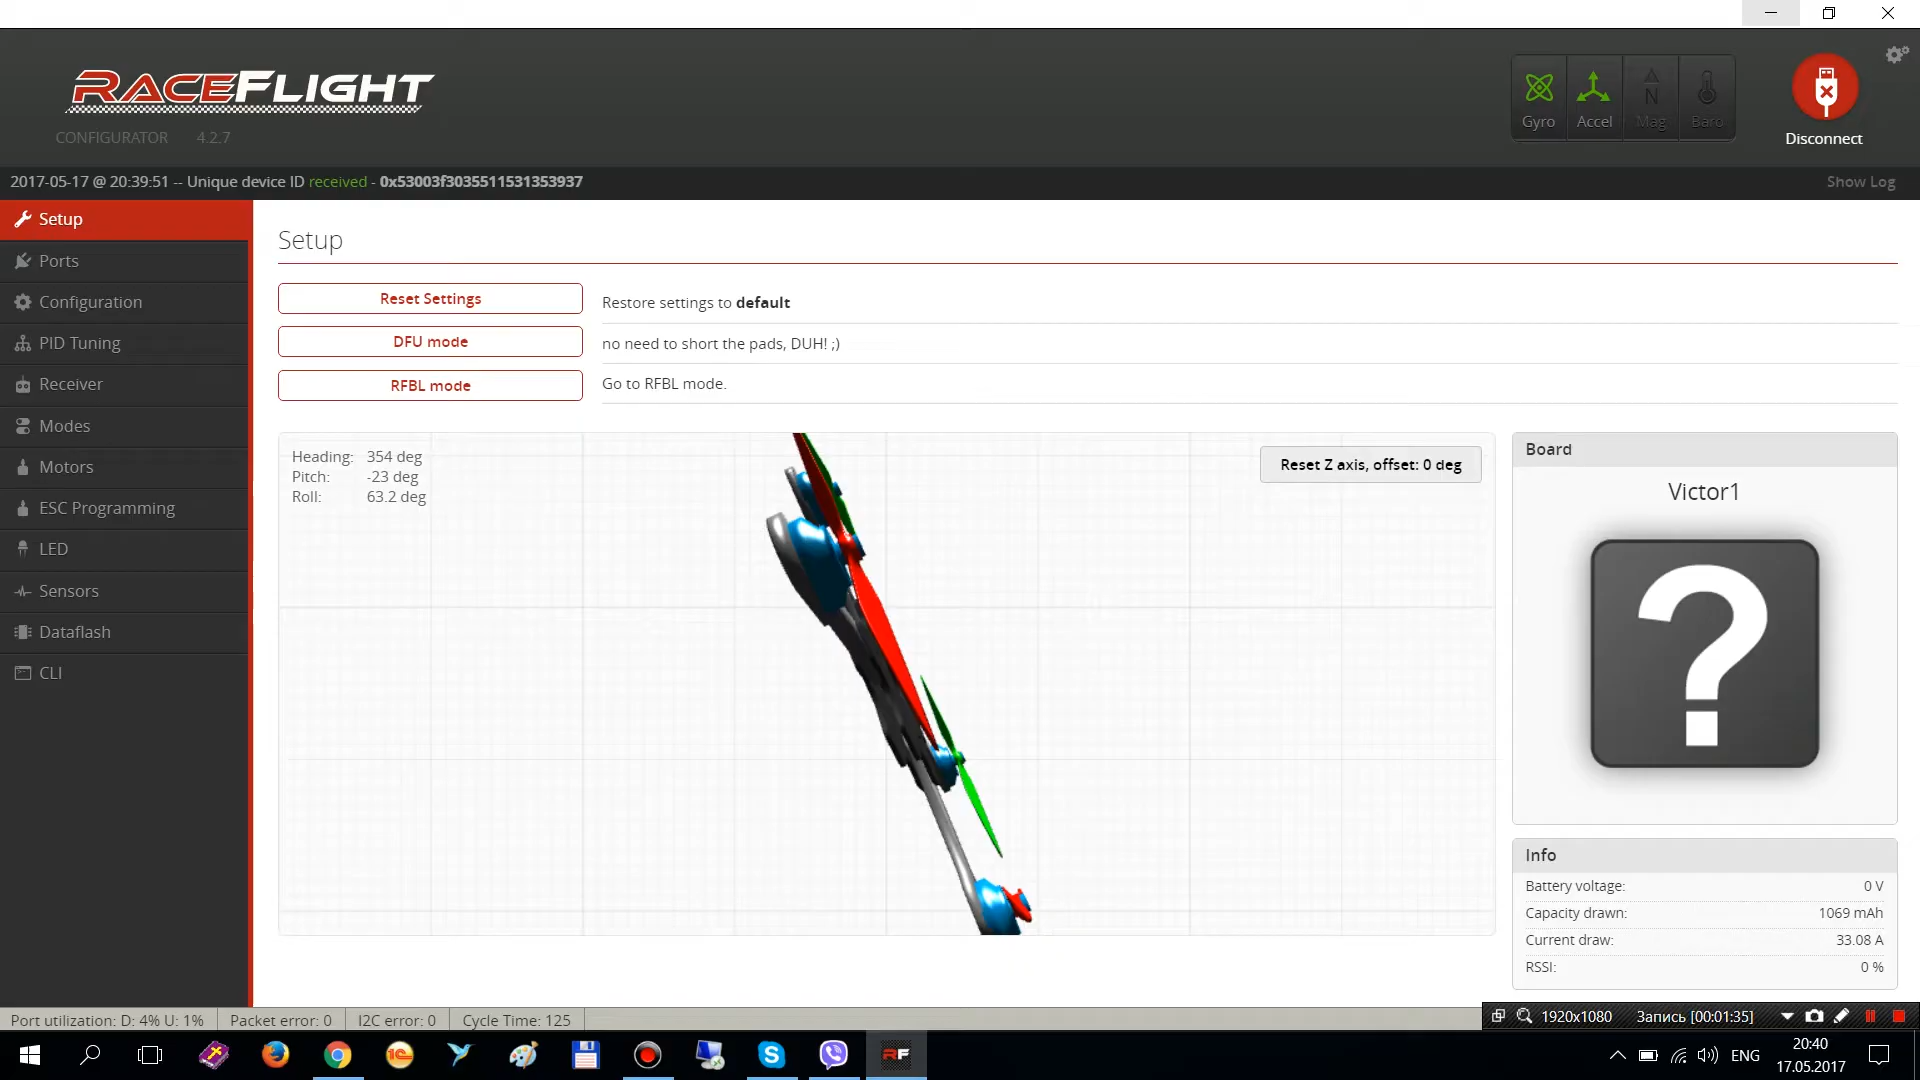 RACEFLIGHT
CONFIGURATOR 4.2.7
Gyro Accel Mag Baro
Disconnect
2017-05-17 @ 20:39:51 -- Unique device ID received - 0x53003f3035511531353937
Show Log
Setup
Ports
Configuration
PID Tuning
Receiver
Modes
Motors
ESC Programming
LED
Sensors
Dataflash
CLI
Setup
Reset Settings Restore settings to default
DFU mode no need to short the pads, DUH! ;)
RFBL mode Go to RFBL mode.
Heading: 354 deg
Pitch: -23 deg
Roll: 63.2 deg
Reset Z axis, offset: 0 deg
Board
Victor1
?
Info
Battery voltage: 0 V
Capacity drawn: 1069 mAh
Current draw: 33.08 A
RSSI: 0 %
Port utilization: D: 4% U: 1% Packet error: 0 I2C error: 0 Cycle Time: 125
1920x1080 Запись [00:01:35]
RF
ENG
20:40
17.05.2017